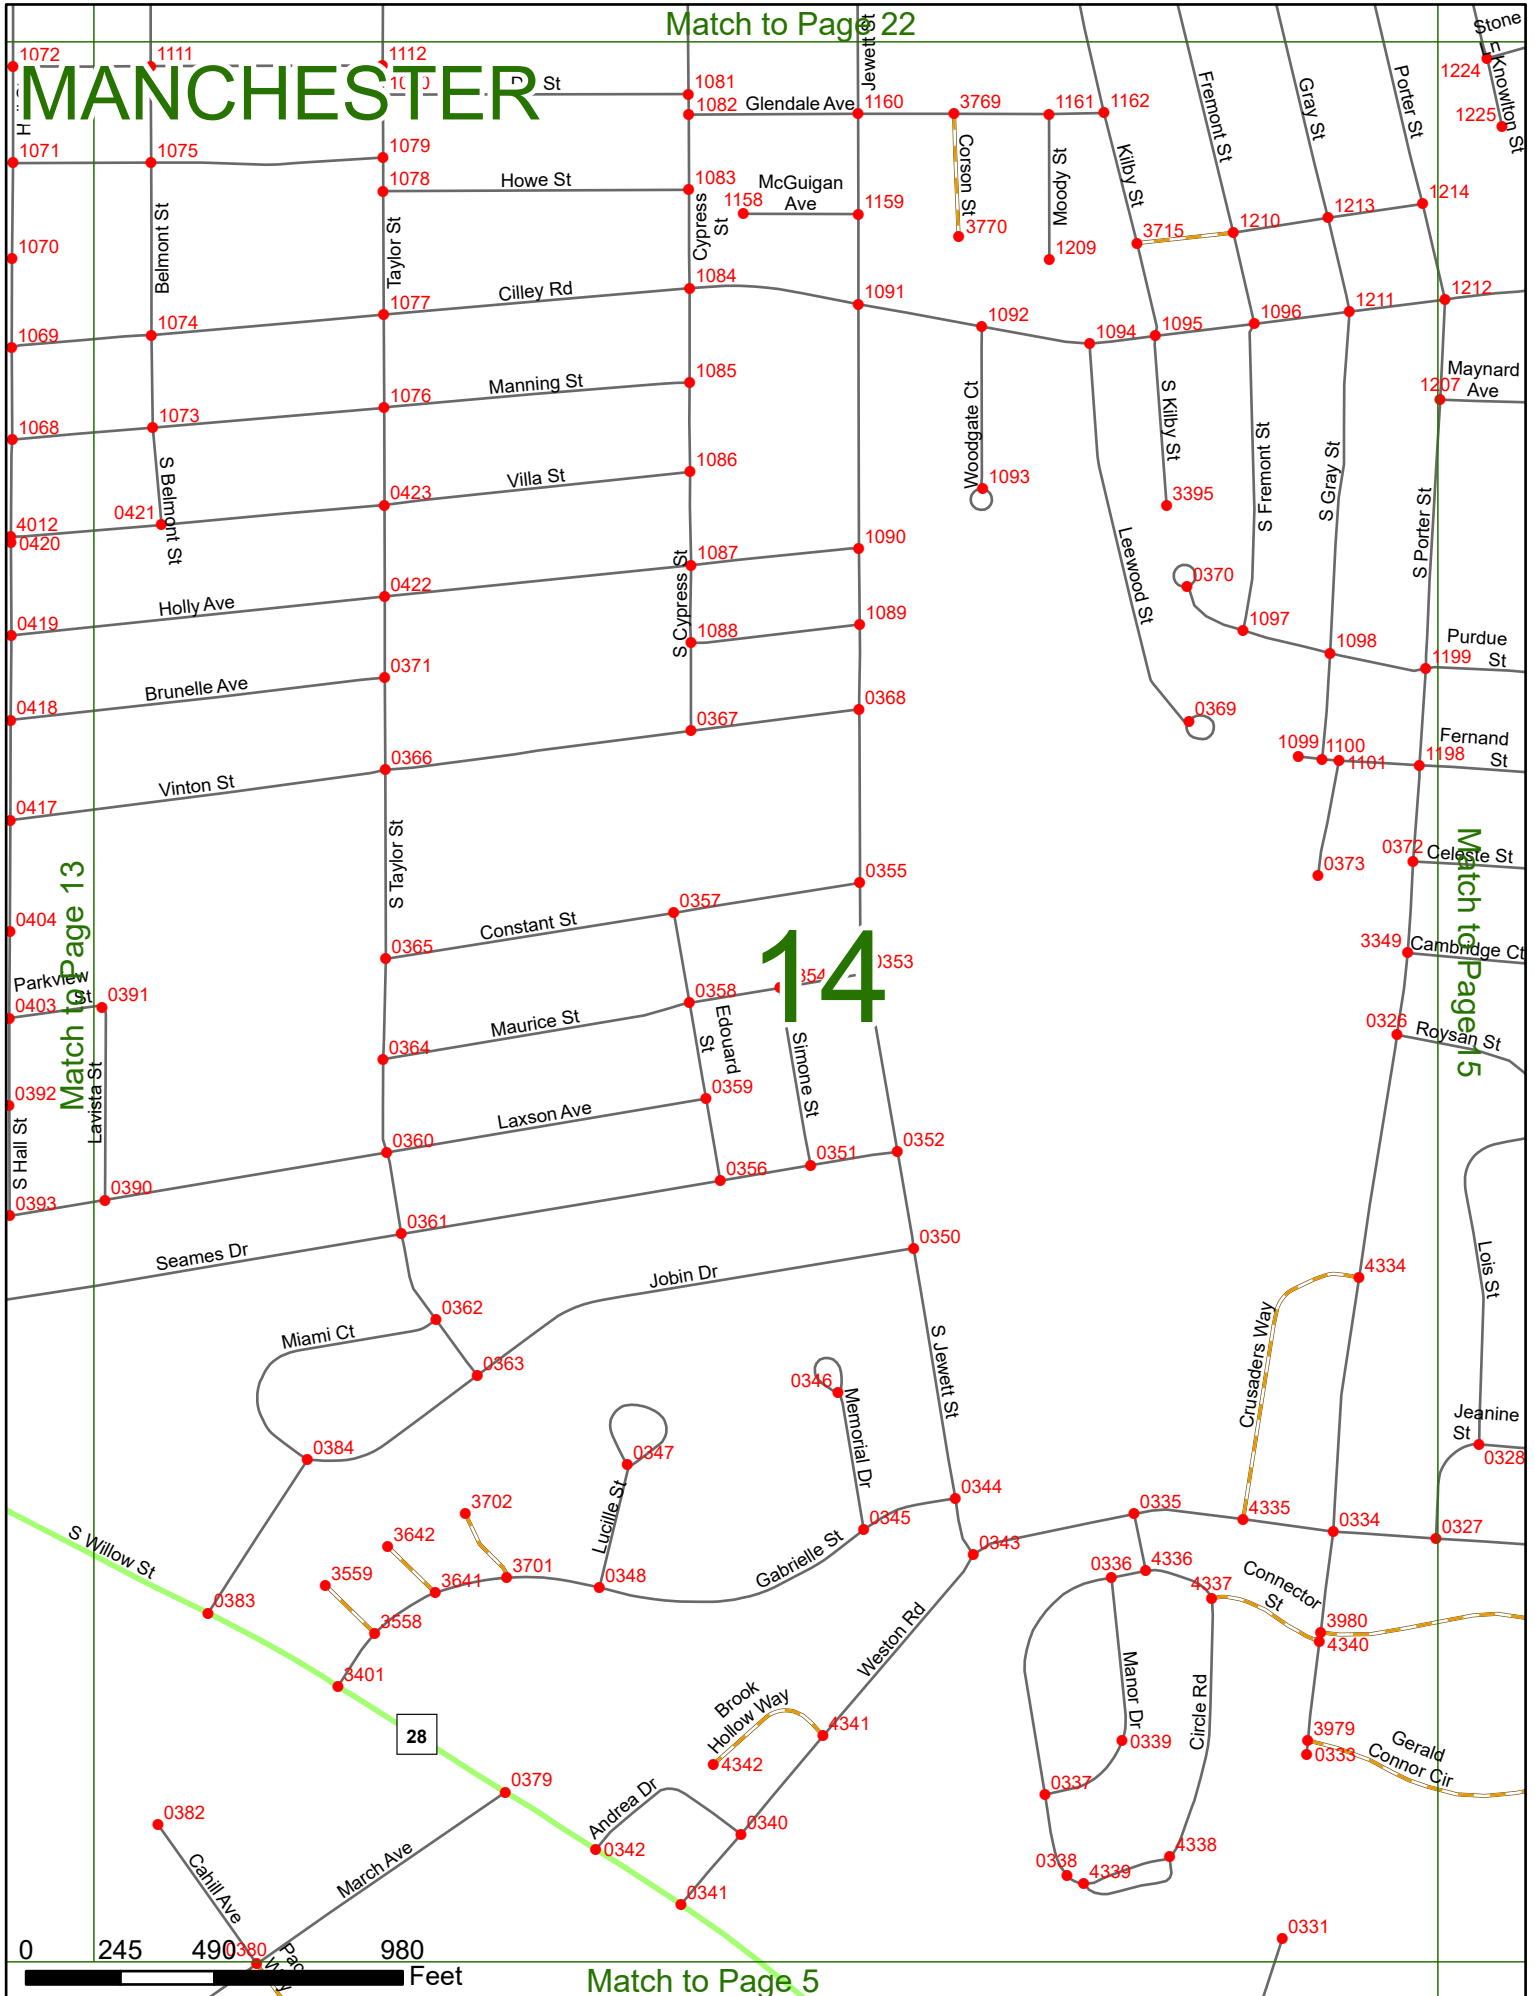 Match to Page 22
Jewett St
Stone
Ln
1072
1111
1112
MANCHESTER
St
1081
1082
Glendale Ave
1160
3769
1161
1162
Fremont St
Gray St
Porter St
1224
Knowlton St
1225
1071
1075
1079
1078
Howe St
1083
McGuigan
Ave
1158
1159
Corson St
3770
Moody St
1209
Kilby St
3715
1210
1213
1214
1070
Belmont St
Taylor St
Cypress
St
1084
Cilley Rd
1077
1091
1092
1094
1095
1096
1211
1212
1069
1074
1085
Manning St
1076
Maynard
Ave
1207
1068
1073
S Belmont St
1086
Villa St
0423
Woodgate Ct
1093
S Kilby St
3395
S Fremont St
S Gray St
S Porter St
0421
4012
0420
1087
1090
Leewood St
0370
Holly Ave
0422
S Cypress St
1089
1088
1097
1098
Purdue
St
1199
0419
0371
Brunelle Ave
0418
0368
0367
0369
Fernand
St
1099
1100
1101
1198
0366
Vinton St
0417
S Taylor St
0355
0373
0372
Celeste St
Match to Page 13
Match to Page 15
0357
Constant St
0404
0365
14
0353
354
3349
Cambridge Ct
Parkview
St
0391
0403
0358
Maurice St
0364
Edouard
St
Simone St
0326
Roysan St
0392
Lavista St
0359
Laxson Ave
S Hall St
0360
0352
0351
0356
0390
0393
0361
0350
Seames Dr
Jobin Dr
4334
Lois St
0362
Miami Ct
0363
S Jewett St
Crusaders Way
0346
Memorial Dr
Jeanine
St
0328
0384
0347
Lucille St
3702
0344
0345
0335
4335
0334
0327
3642
0343
S Willow St
3559
3641
3701
0348
Gabrielle St
0336
4336
4337
Connector
St
0383
3558
3980
4340
Weston Rd
3401
Manor Dr
Circle Rd
Brook
Hollow Way
28
4341
4342
0339
3979
0333
Gerald
Connor Cir
0379
0337
0382
Andrea Dr
0340
0342
Cahill Ave
March Ave
0338
4339
4338
0341
0331
0 245 490 980
Feet
0380
Match to Page 5